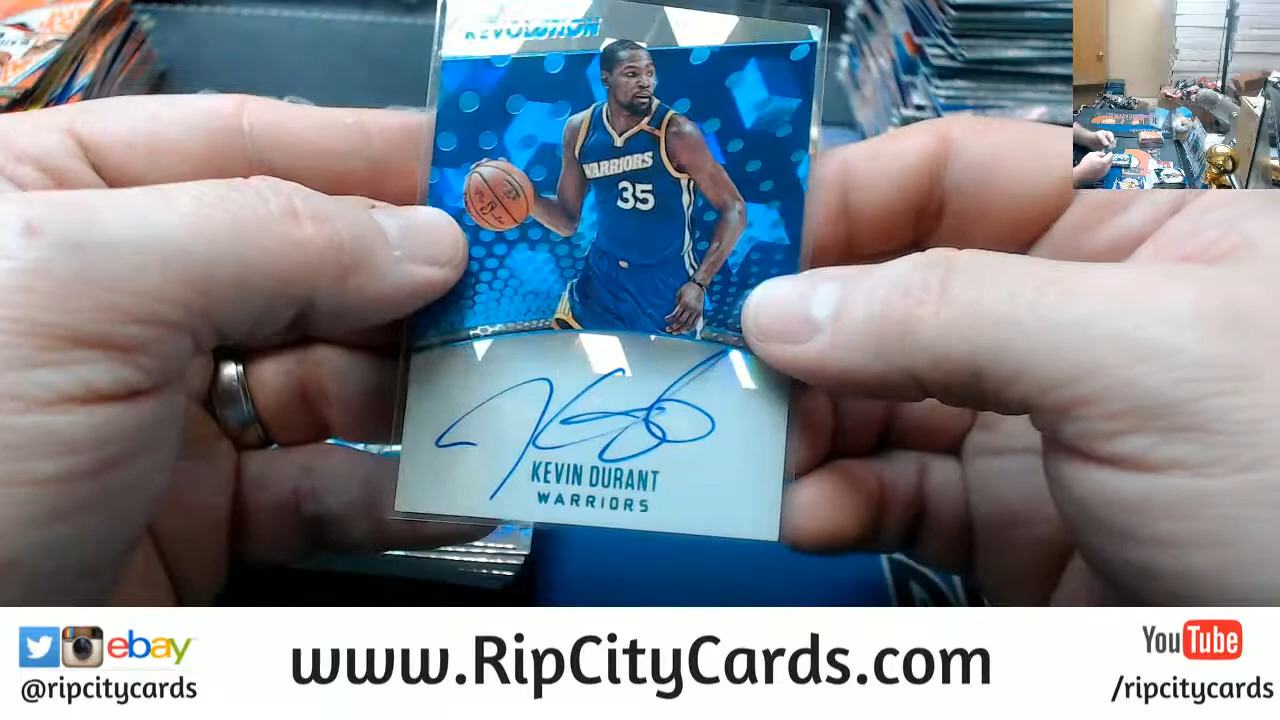 REVOLUTION
WARRIORS
35
KEVIN DURANT
WARRIORS
ebay
www.RipCityCards.com
You Tube
@ripcitycards
/ripcitycards